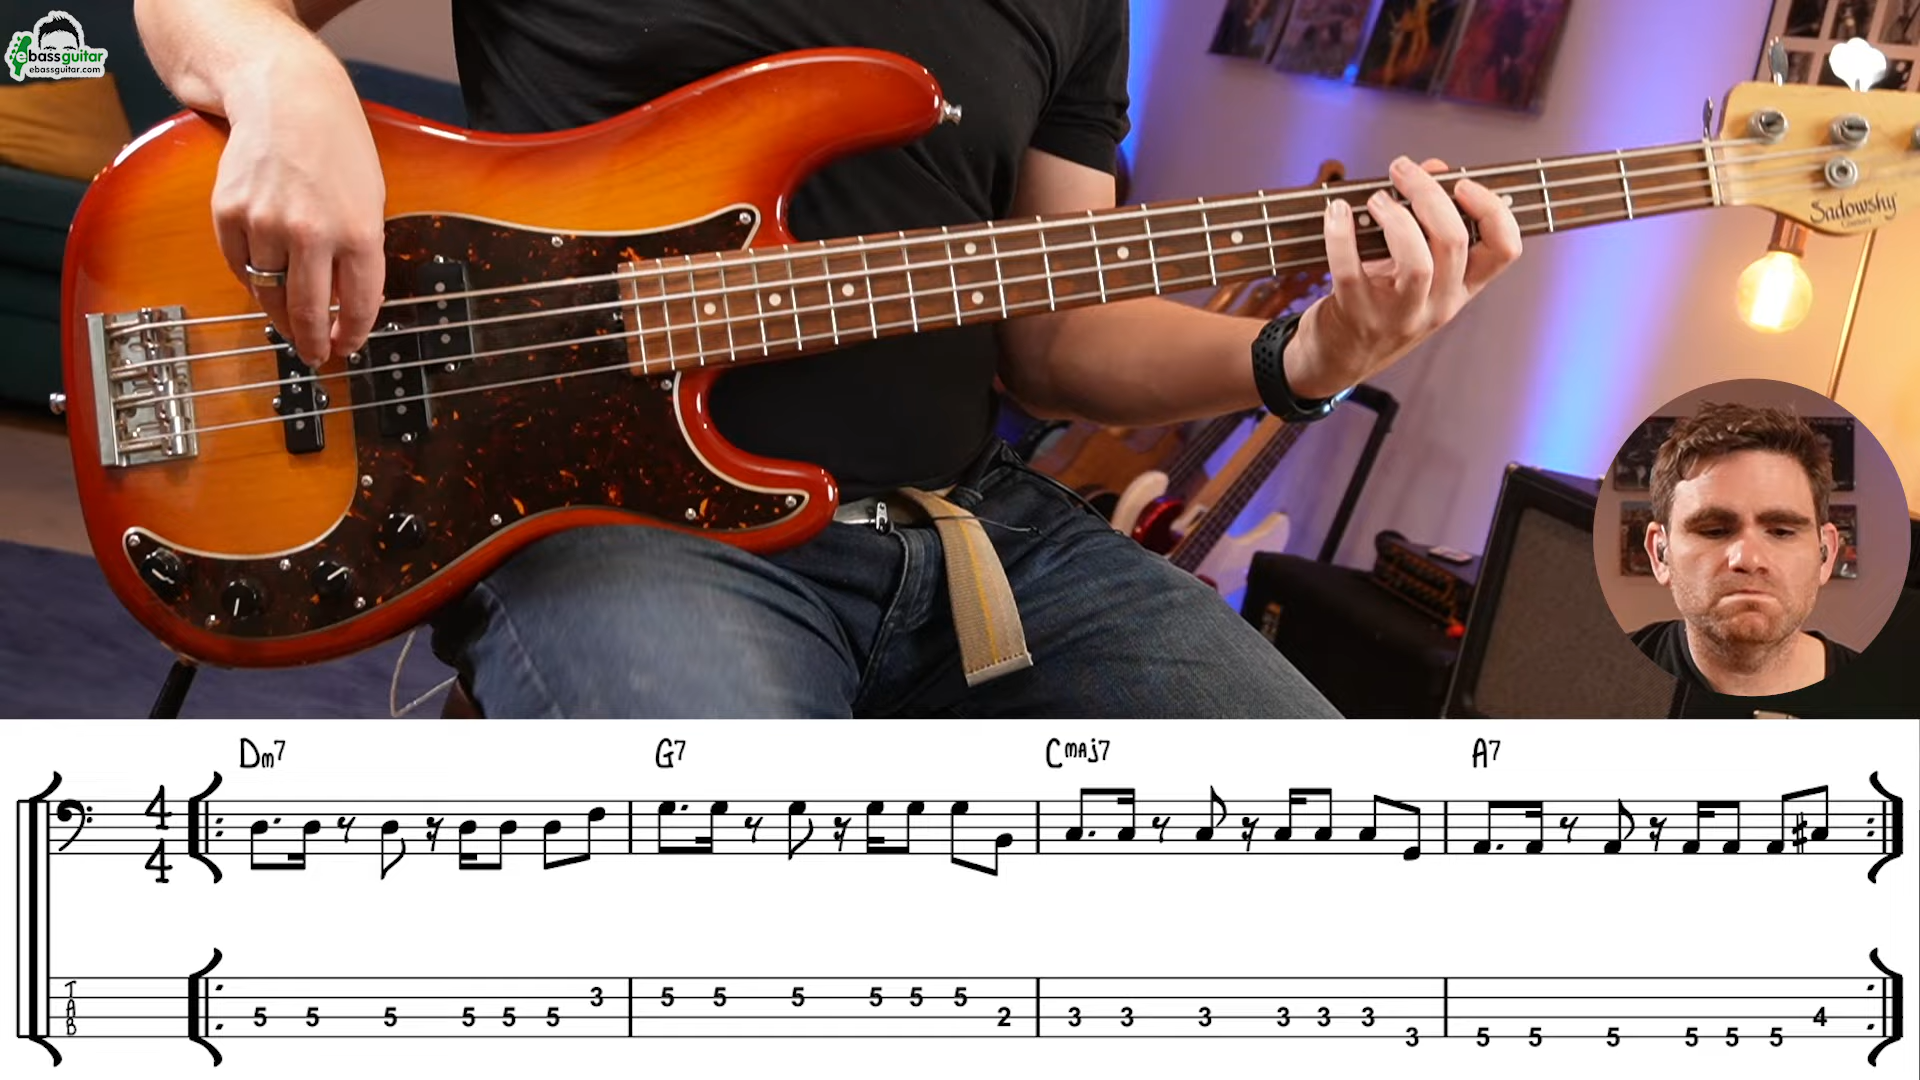 ebassguitar
ebassguitar.com
Sadowsky
Dm7 G7 Cmaj7 A7
4
4
T
A
B
5 5 5 5 5 5 3 5 5 5 5 5 5 2 3 3 3 3 3 3 3 5 5 5 5 5 5 4